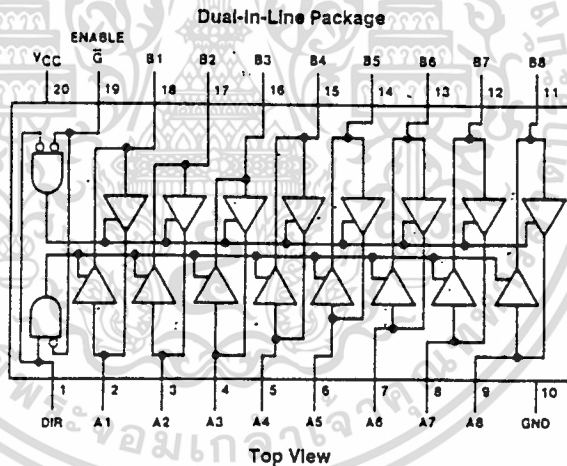 Dual-In-Line Package
ENABLE
VCC G̅ B1 B2 B3 B4 B5 B6 B7 B8
20 19 18 17 16 15 14 13 12 11
1 2 3 4 5 6 7 8 9 10
DIR A1 A2 A3 A4 A5 A6 A7 A8 GND
Top View